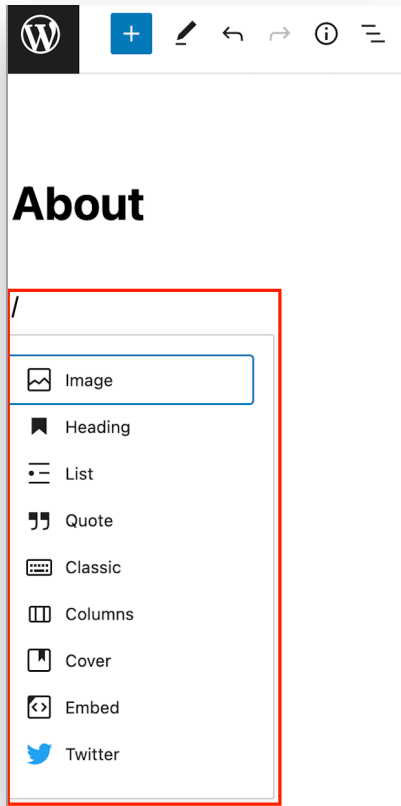 About
/
Image
Heading
List
Quote
Classic
Columns
Cover
Embed
Twitter